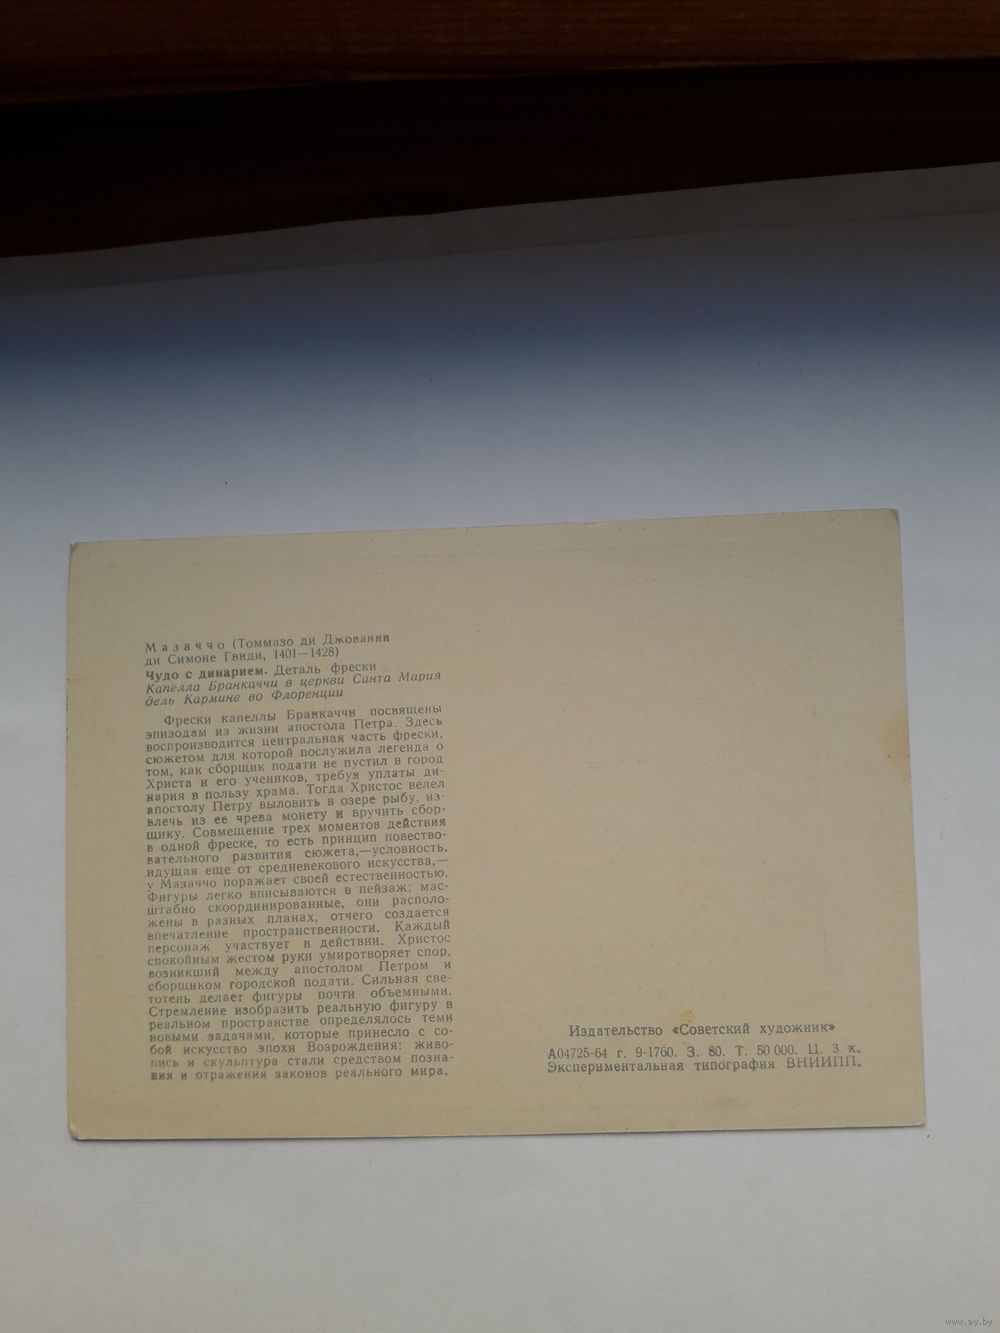 Мазаччо (Томмазо ди Джованни
ди Симоне Гвиди, 1401—1428)
Чудо с динарием. Деталь фрески
Капелла Бранкаччи в церкви Санта Мария
дель Кармине во Флоренции
Фрески капеллы Бранкаччи посвящены
эпизодам из жизни апостола Петра. Здесь
воспроизводится центральная часть фрески,
сюжетом для которой послужила легенда о
том, как сборщик подати не пустил в город
Христа и его учеников, требуя уплаты ди-
нария в пользу храма. Тогда Христос велел
апостолу Петру выловить в озере рыбу, из-
влечь из ее чрева монету и вручить сбор-
щику. Совмещение трех моментов действия
в одной фреске, то есть принцип повество-
вательного развития сюжета,—условность,
идущая еще от средневекового искусства,—
у Мазаччо поражает своей естественностью.
Фигуры легко вписываются в пейзаж: мас-
штабно скоординированные, они располо-
жены в разных планах, отчего создается
впечатление пространственности. Каждый
персонаж участвует в действии. Христос
спокойным жестом руки умиротворяет спор,
возникший между апостолом Петром и
сборщиком городской подати. Сильная све-
тотень делает фигуры почти объемными.
Стремление изобразить реальную фигуру в
реальном пространстве определялось теми
новыми задачами, которые принесло с со-
бой искусство эпохи Возрождения: живо-
пись и скульптура стали средством позна-
ния и отражения законов реального мира.
Издательство «Советский художник»
А04725-64 г. 9-1760. З. 80. Т. 50 000. Ц. 3 к.
Экспериментальная типография ВНИИПП.
www.ay.by